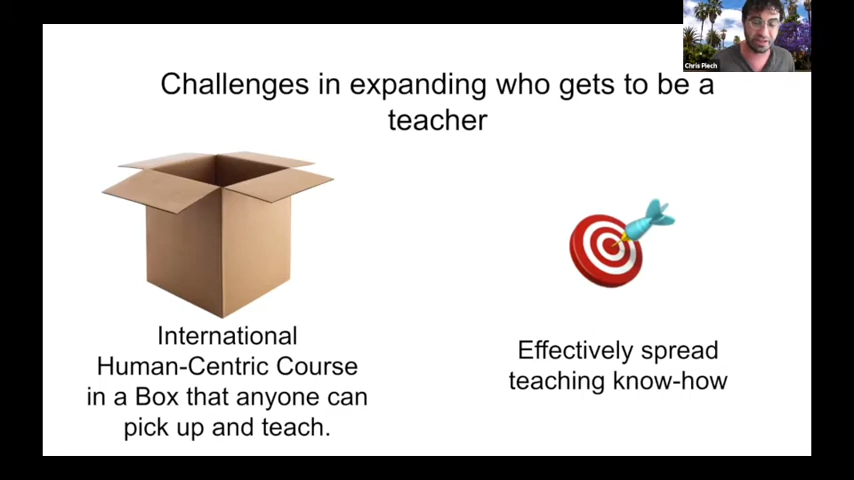 Chris Piech
Challenges in expanding who gets to be a
teacher
International
Human-Centric Course
in a Box that anyone can
pick up and teach.
Effectively spread
teaching know-how